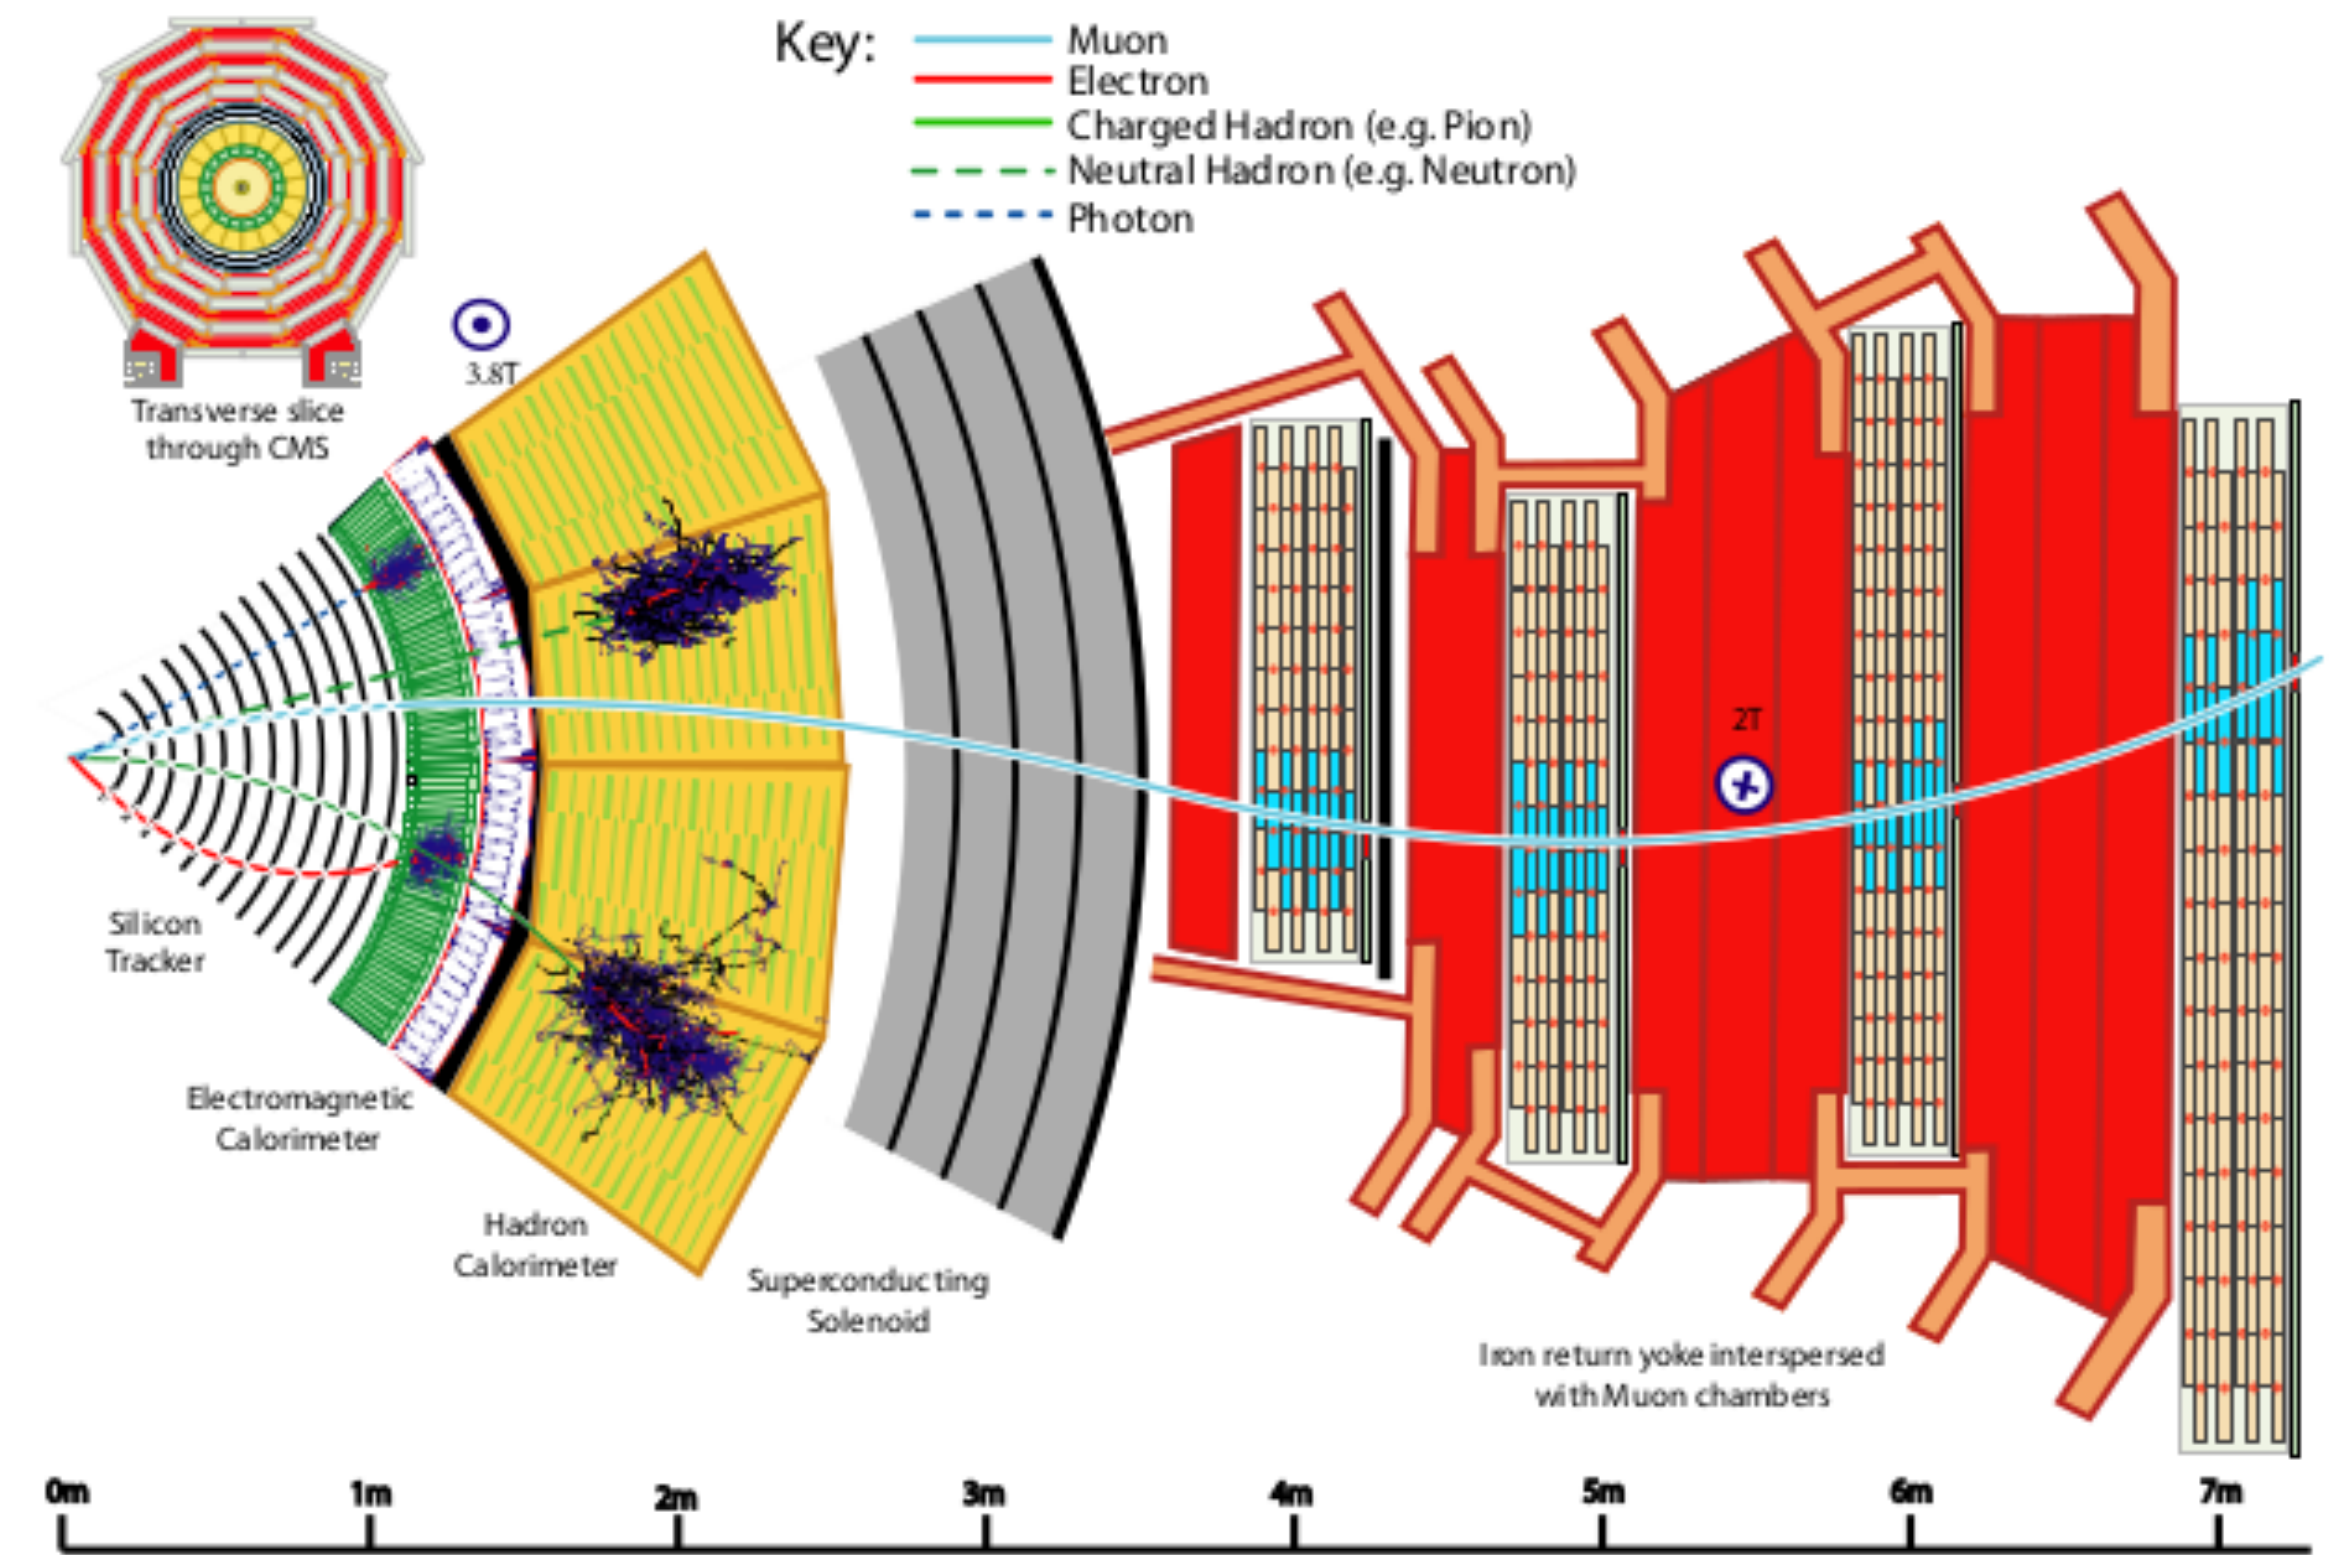 Key:
Muon
Electron
Charged Hadron (e.g. Pion)
Neutral Hadron (e.g. Neutron)
Photon
3.8T
Transverse slice
through CMS
2T
Silicon
Tracker
Electromagnetic
Calorimeter
Hadron
Calorimeter
Superconducting
Solenoid
Iron return yoke interspersed
with Muon chambers
0m 1m 2m 3m 4m 5m 6m 7m